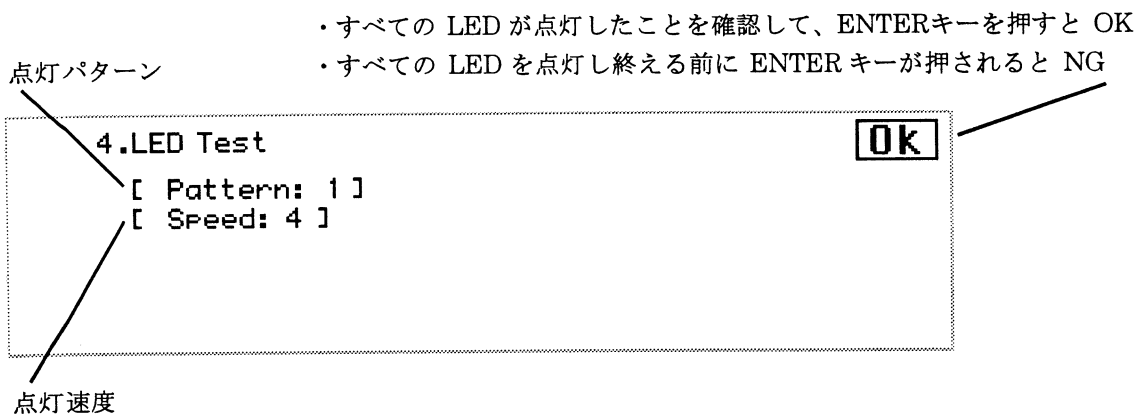 ・すべての LED が点灯したことを確認して、ENTERキーを押すと OK
・すべての LED を点灯し終える前に ENTER キーが押されると NG
点灯パターン
4.LED Test
Ok
[ Pattern: 1 ]
[ Speed: 4 ]
点灯速度